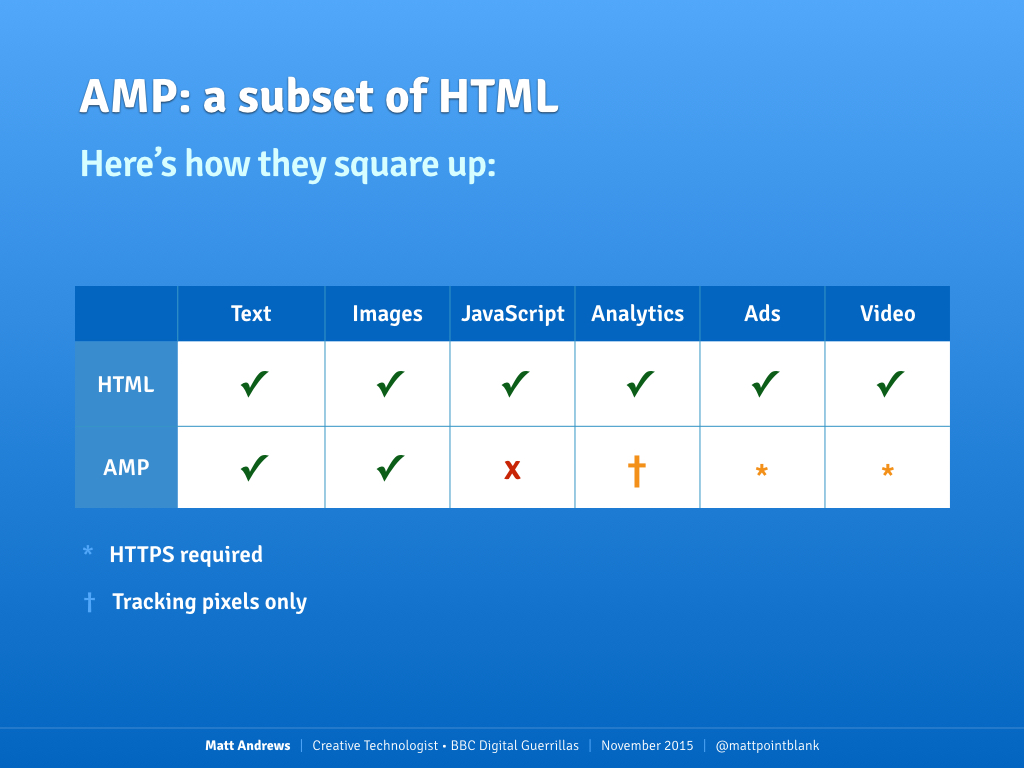 AMP: a subset of HTML
Here’s how they square up:
Text Images JavaScript Analytics Ads Video
HTML ✓ ✓ ✓ ✓ ✓ ✓
AMP ✓ ✓ x † * *
* HTTPS required
† Tracking pixels only
Matt Andrews | Creative Technologist • BBC Digital Guerrillas | November 2015 | @mattpointblank